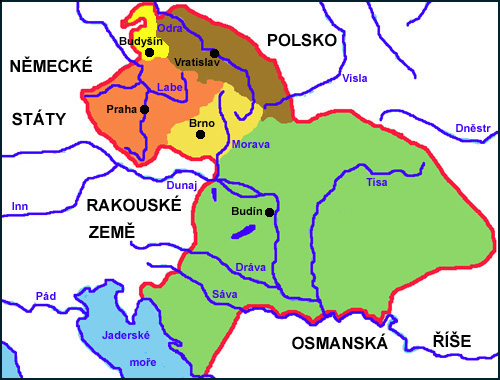 Odra
Budyšín
POLSKO
Vratislav
NĚMECKÉ
Visla
Labe
Praha
STÁTY
Brno
Dněstr
Morava
Tisa
Dunaj
Inn
RAKOUSKÉ
Budín
ZEMĚ
Dráva
Sáva
Pád
Jaderské
moře
OSMANSKÁ
ŘÍŠE